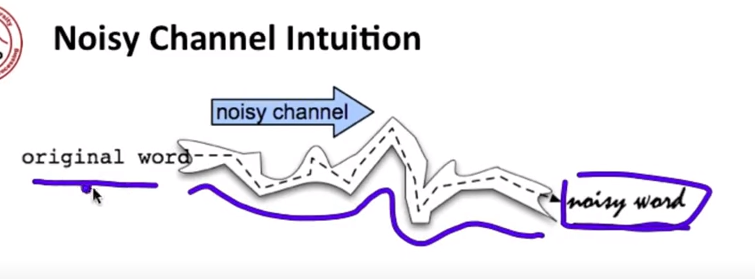 Noisy Channel Intuition
noisy channel
original word
noisy word